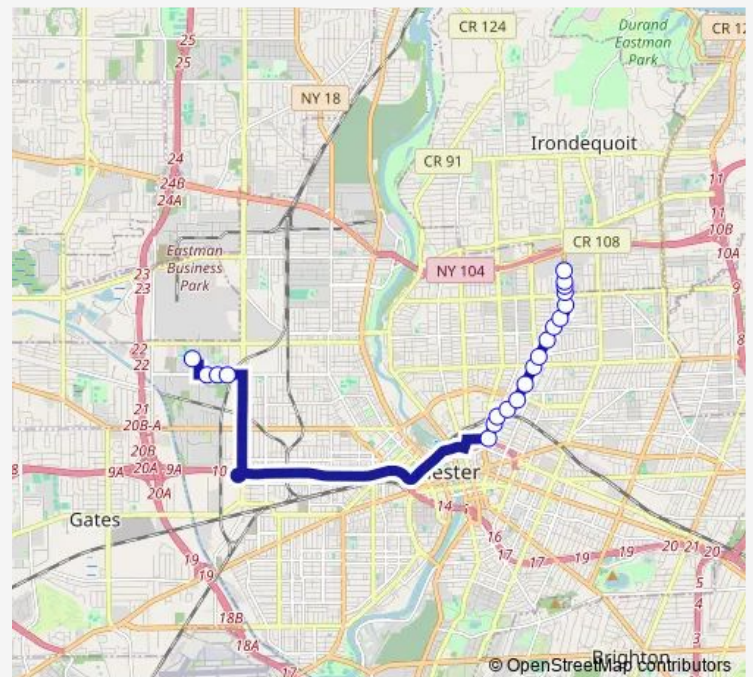 25
25
CR 124
Durand
Eastman
Park
CR 12
NY 18
Irondequoit
24
24B
24A
CR 91
11
11
10B
10A
Eastman
Business
Park
CR 108
NY 104
23
23
9
22
22
8
21
20B-A
20B
20A
9A
9A
10
20A
ester
14
1
16
17
17
19
20
21
20
Gates
19
19
5
4
18B
18A
3
Brighton
© OpenStreetMap contributors